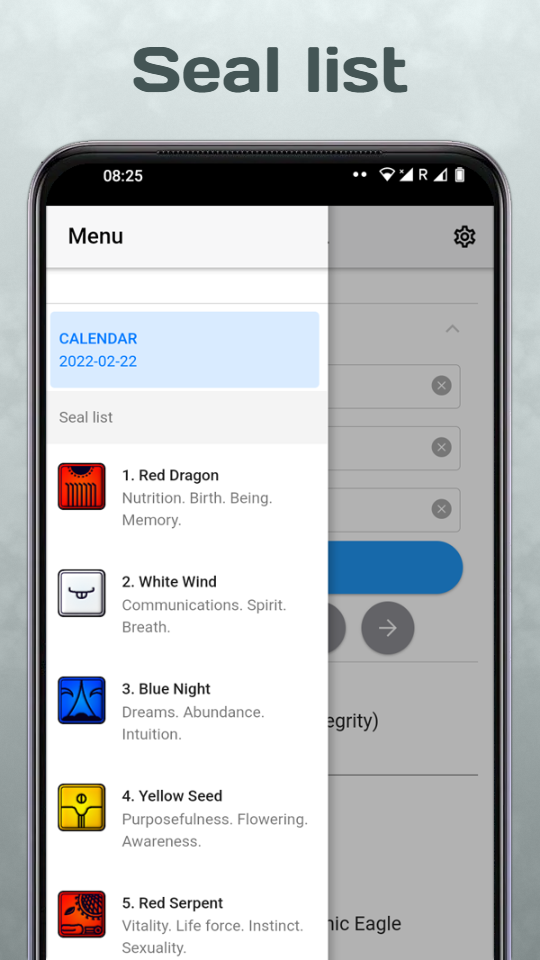 Seal list
08:25
R
Menu
CALENDAR
2022-02-22
Seal list
1. Red Dragon
Nutrition. Birth. Being.
Memory.
2. White Wind
Communications. Spirit.
Breath.
3. Blue Night
Dreams. Abundance.
Intuition.
egrity)
4. Yellow Seed
Purposefulness. Flowering.
Awareness.
5. Red Serpent
Vitality. Life force. Instinct.
Sexuality.
nic Eagle